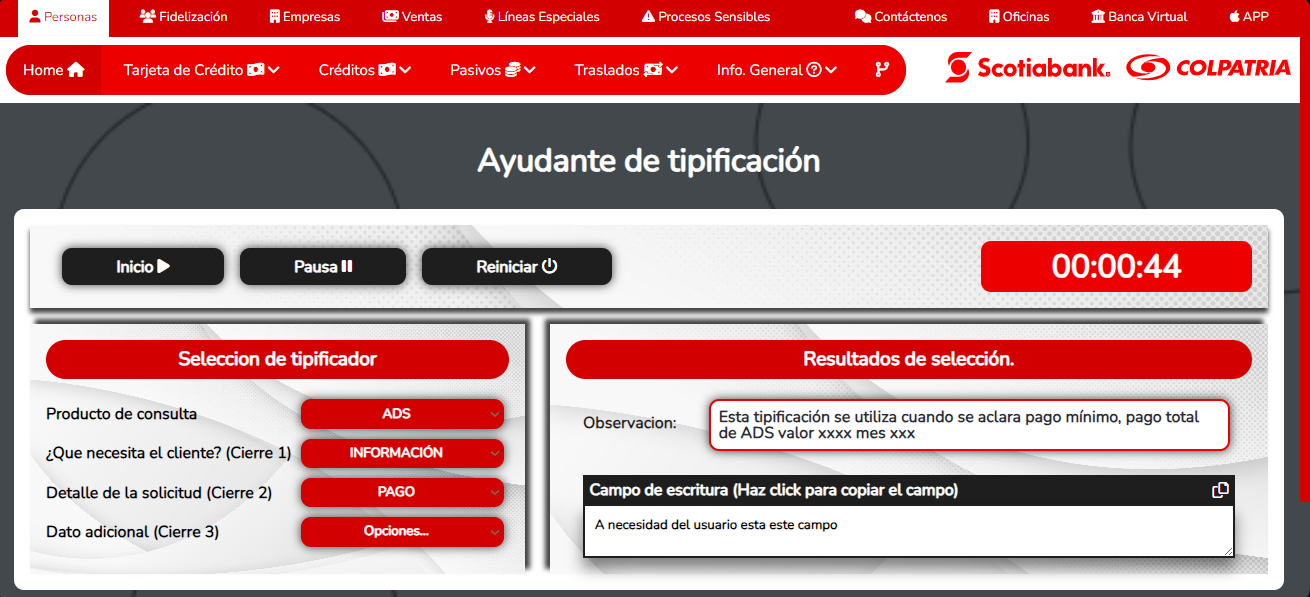 Personas Fidelización Empresas Ventas Líneas Especiales Procesos Sensibles Contáctenos Oficinas Banca Virtual APP
Home Tarjeta de Crédito Créditos Pasivos Traslados Info. General Scotiabank. COLPATRIA
Ayudante de tipificación
Inicio Pausa Reiniciar 00:00:44
Seleccion de tipificador
Producto de consulta ADS
¿Que necesita el cliente? (Cierre 1) INFORMACIÓN
Detalle de la solicitud (Cierre 2) PAGO
Dato adicional (Cierre 3) Opciones...
Resultados de selección.
Observacion:
Esta tipificación se utiliza cuando se aclara pago mínimo, pago total
de ADS valor xxxx mes xxx
Campo de escritura (Haz click para copiar el campo)
A necesidad del usuario esta este campo